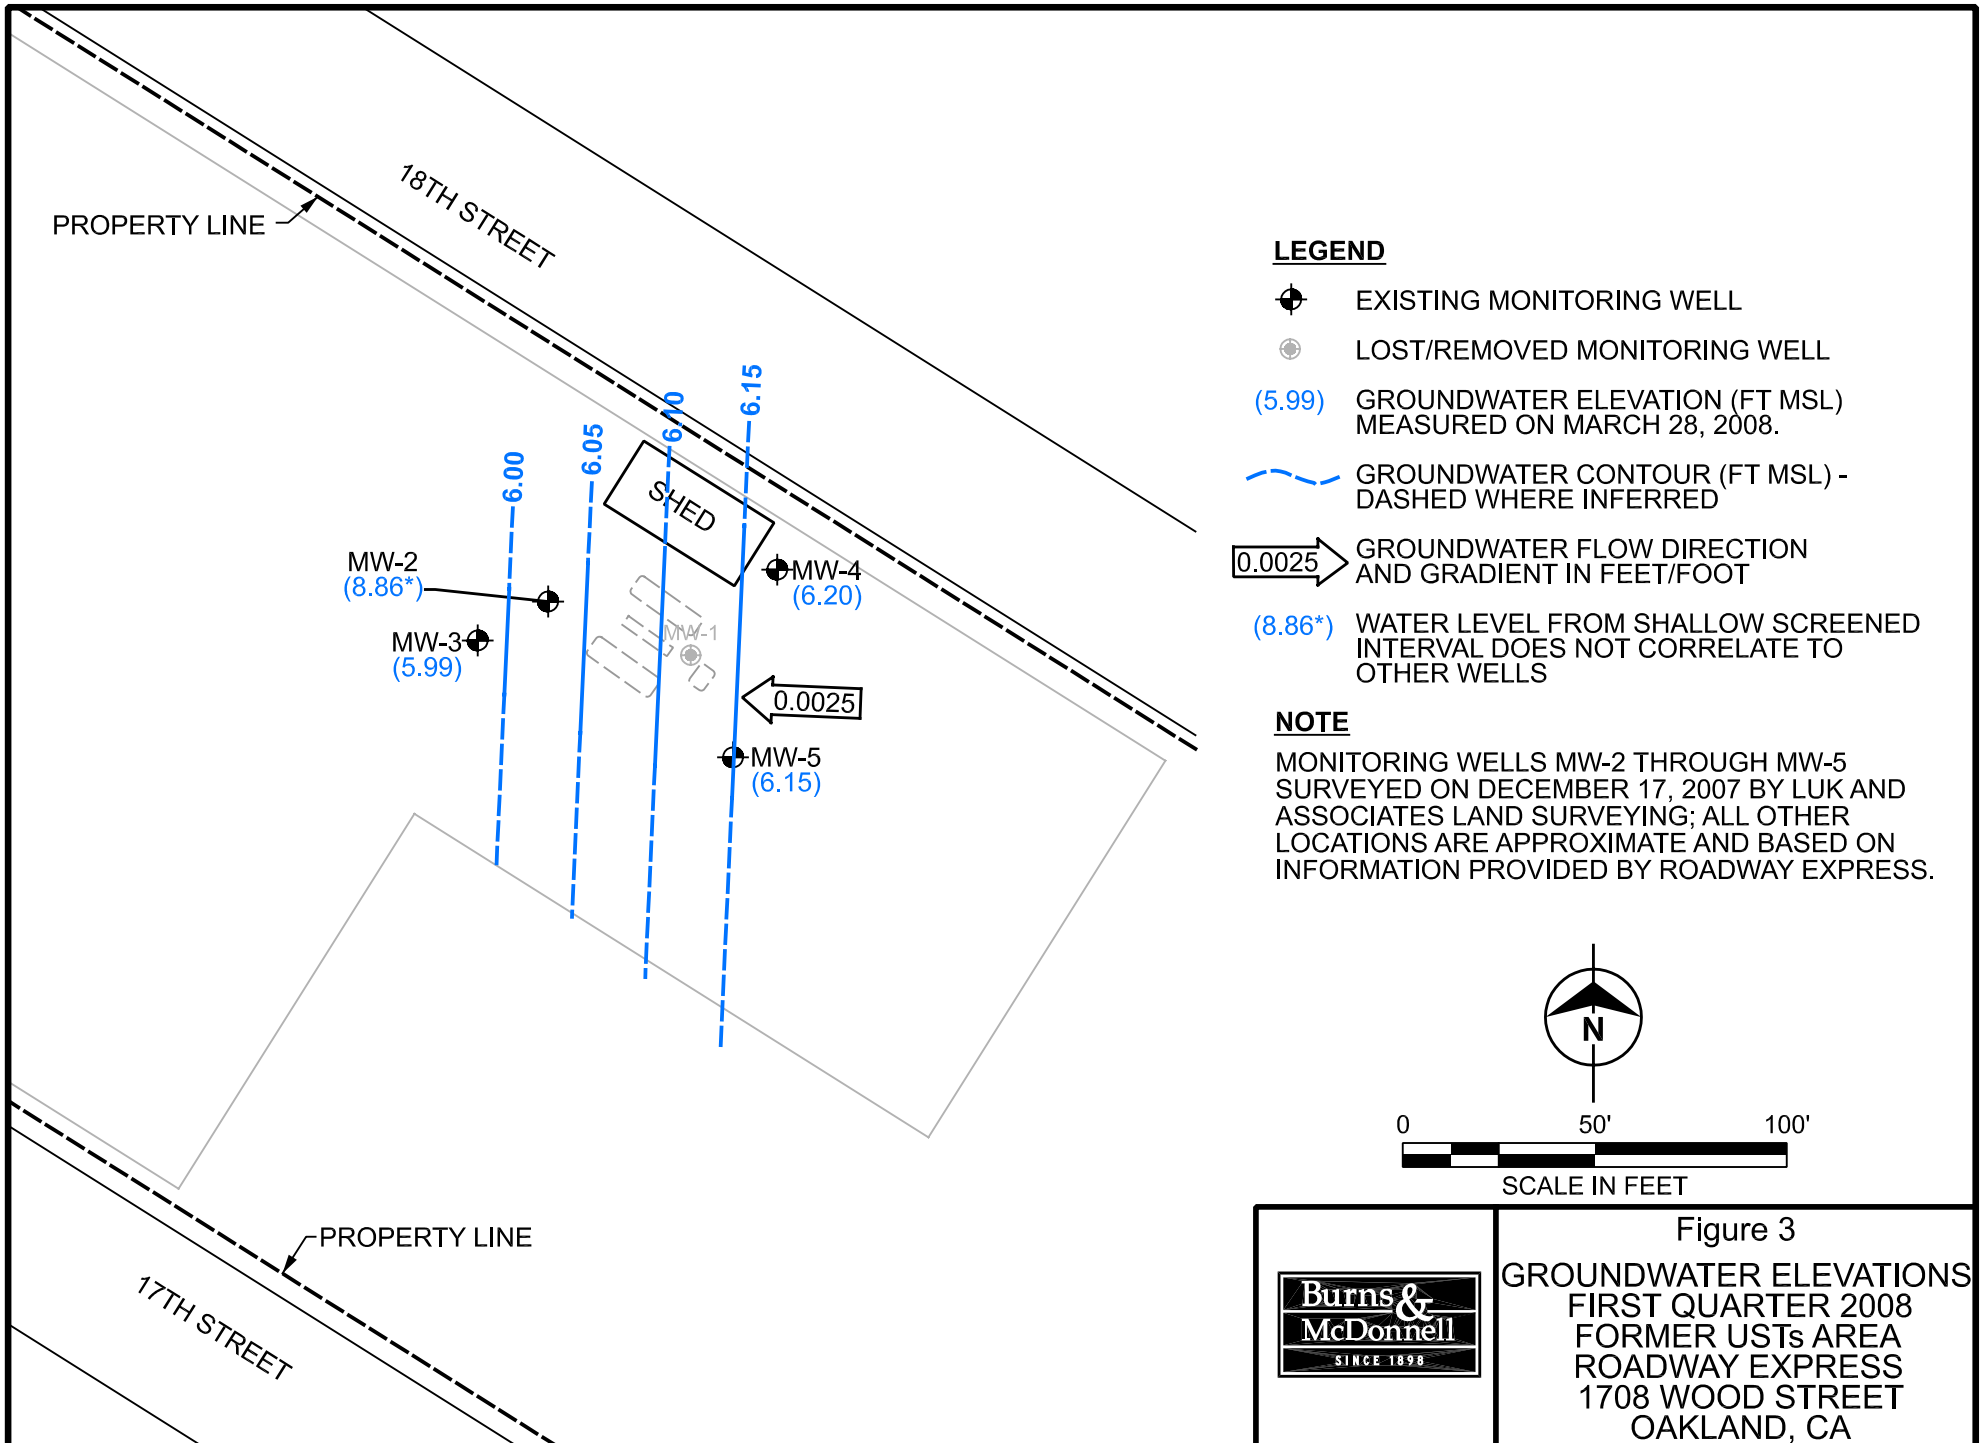 18TH STREET
PROPERTY LINE
6.00
6.05
6.10
6.15
SHED
MW-2
(8.86*)
MW-3
(5.99)
MW-4
(6.20)
MW-1
0.0025
MW-5
(6.15)
PROPERTY LINE
17TH STREET
LEGEND
EXISTING MONITORING WELL
LOST/REMOVED MONITORING WELL
(5.99) GROUNDWATER ELEVATION (FT MSL)
MEASURED ON MARCH 28, 2008.
GROUNDWATER CONTOUR (FT MSL) -
DASHED WHERE INFERRED
0.0025 GROUNDWATER FLOW DIRECTION
AND GRADIENT IN FEET/FOOT
(8.86*) WATER LEVEL FROM SHALLOW SCREENED
INTERVAL DOES NOT CORRELATE TO
OTHER WELLS
NOTE
MONITORING WELLS MW-2 THROUGH MW-5
SURVEYED ON DECEMBER 17, 2007 BY LUK AND
ASSOCIATES LAND SURVEYING; ALL OTHER
LOCATIONS ARE APPROXIMATE AND BASED ON
INFORMATION PROVIDED BY ROADWAY EXPRESS.
N
0 50' 100'
SCALE IN FEET
Burns &
McDonnell
SINCE 1898
Figure 3
GROUNDWATER ELEVATIONS
FIRST QUARTER 2008
FORMER USTs AREA
ROADWAY EXPRESS
1708 WOOD STREET
OAKLAND, CA